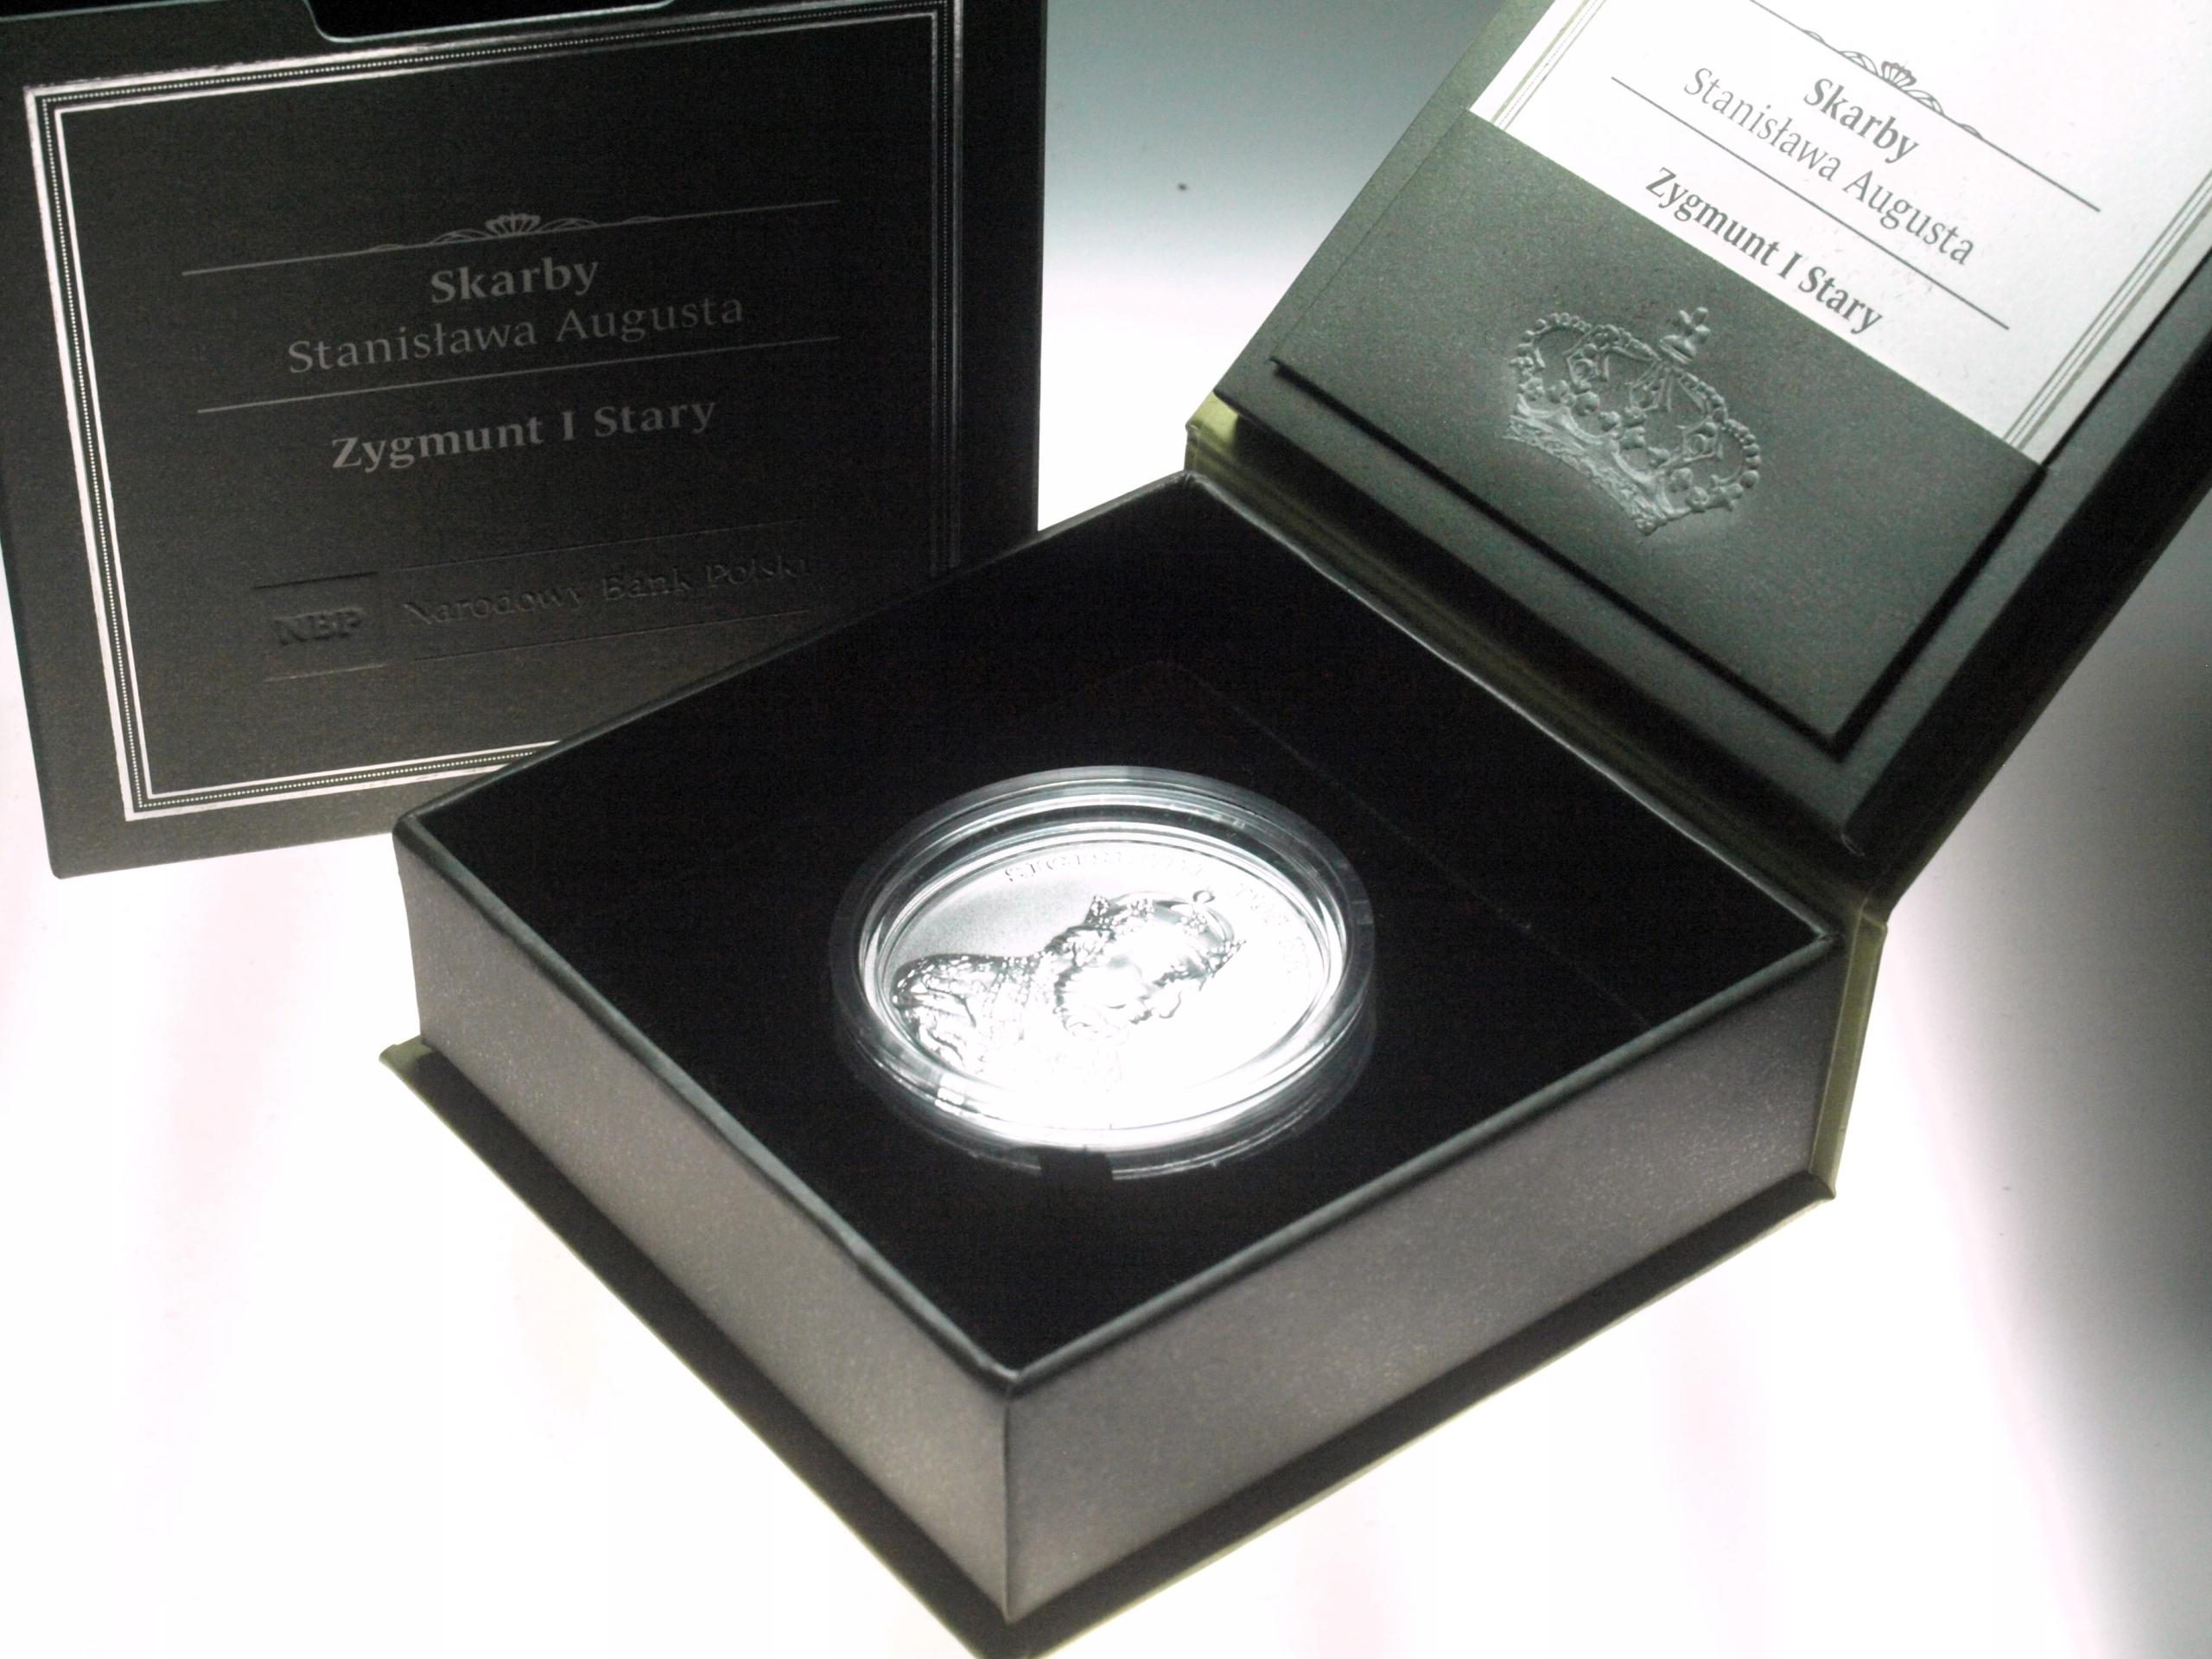 Skarby
Stanisława Augusta
Zygmunt I Stary
NBP Narodowy Bank Polski
Skarby
Stanisława Augusta
Zygmunt I Stary